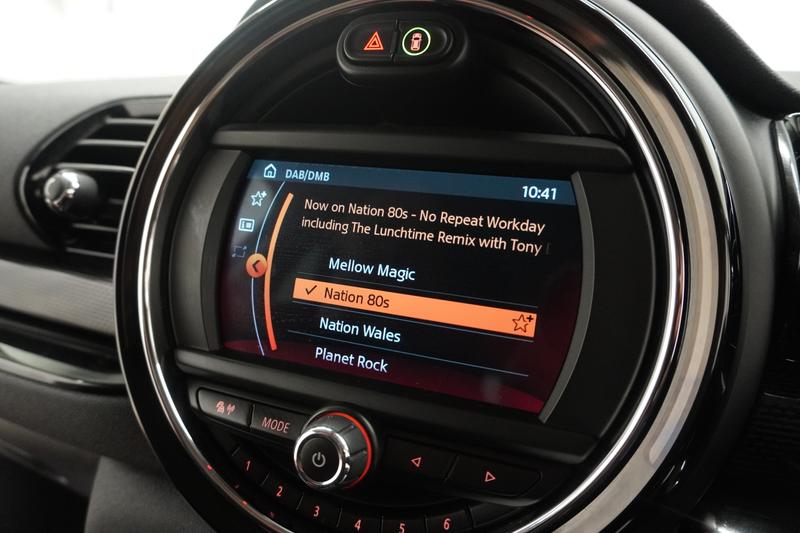 DAB/DMB
10:41
Now on Nation 80s - No Repeat Workday
including The Lunchtime Remix with Tony
Mellow Magic
Nation 80s
Nation Wales
Planet Rock
MODE
1 2 3 4 5 6